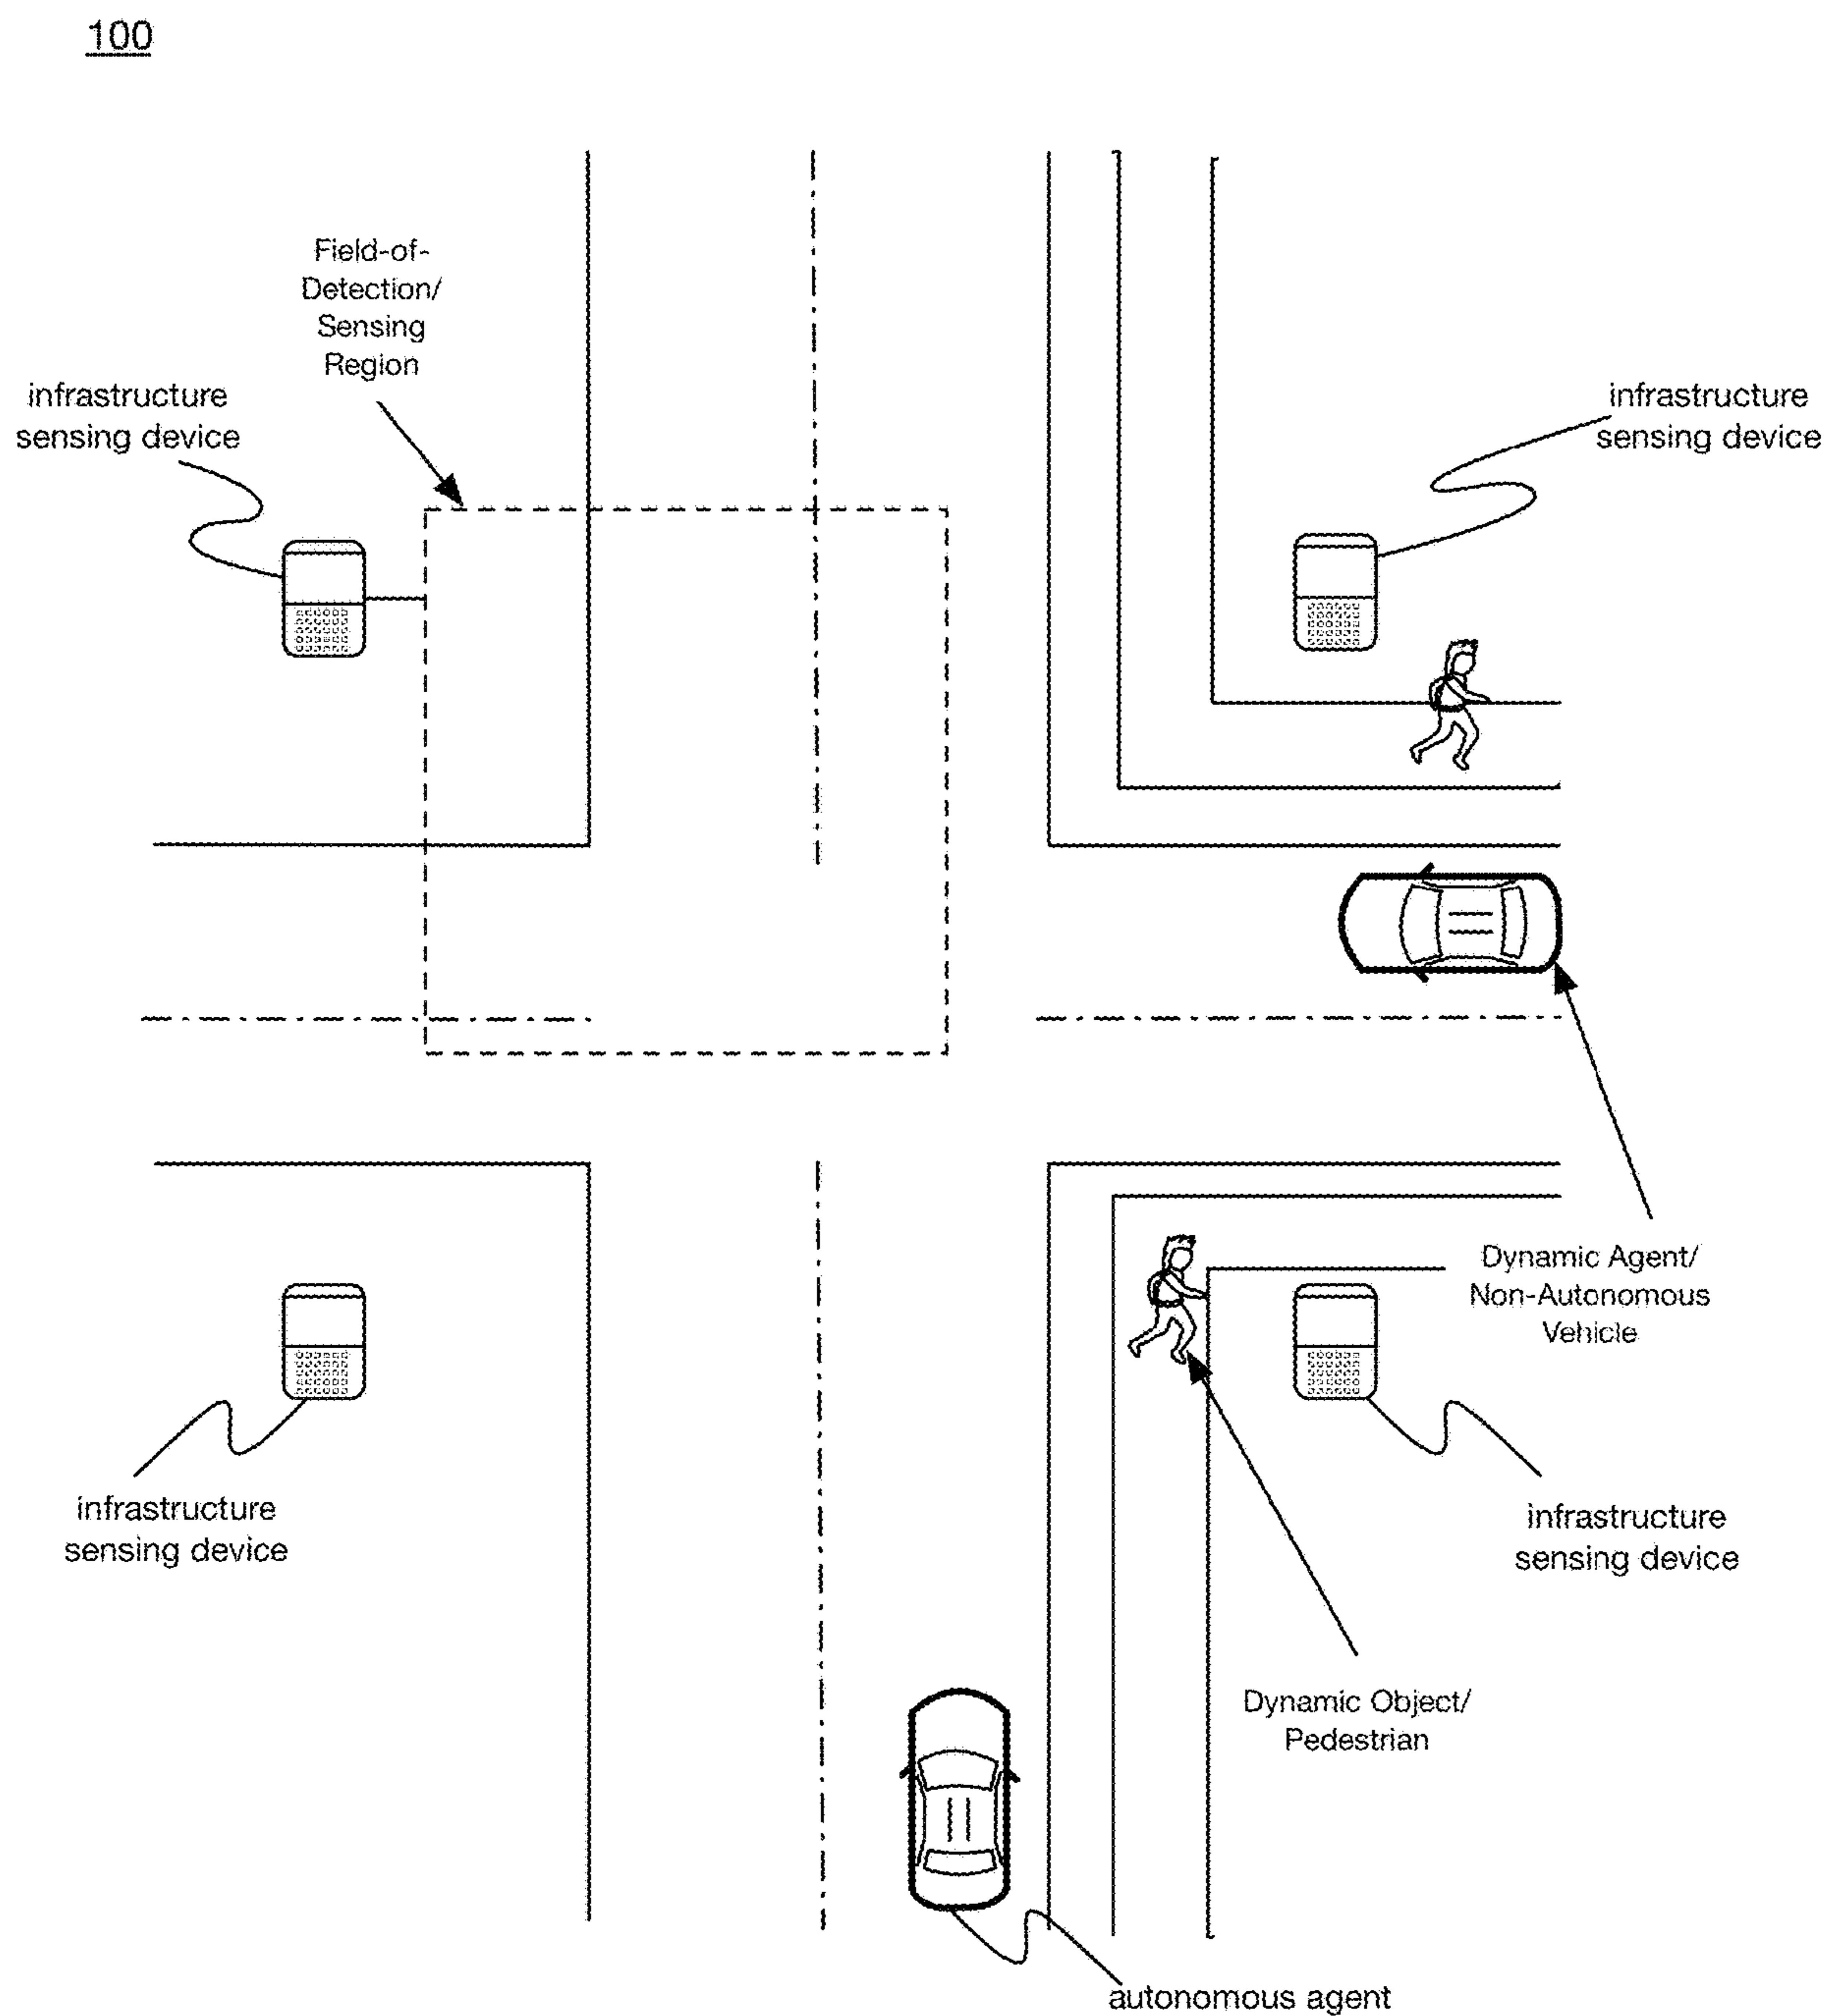 100
Field-of-
Detection/
Sensing
Region
infrastructure
sensing device
infrastructure
sensing device
Dynamic Agent/
Non-Autonomous
Vehicle
infrastructure
sensing device
infrastructure
sensing device
Dynamic Object/
Pedestrian
autonomous agent